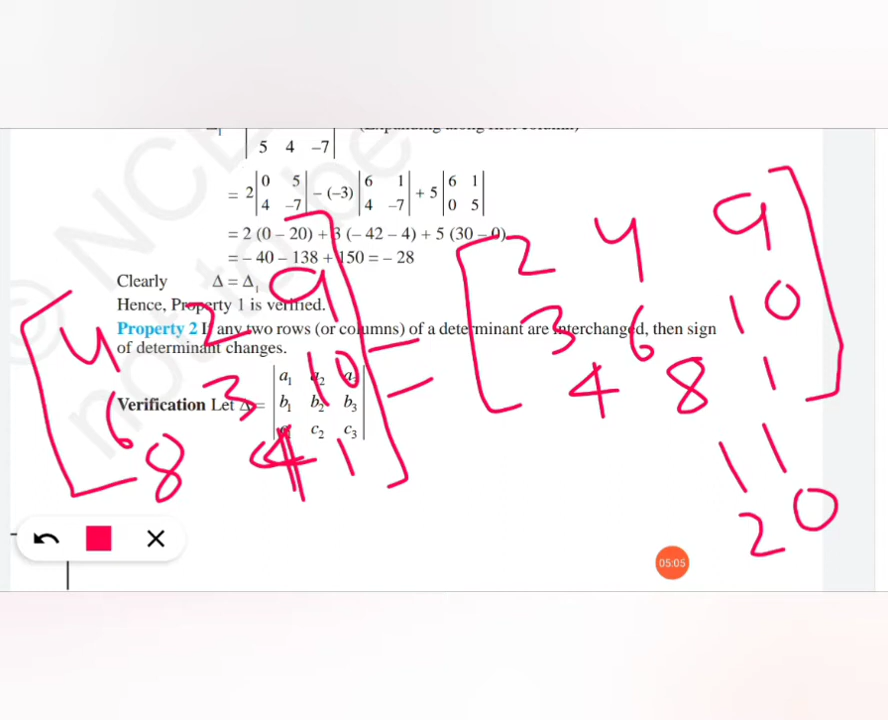 5 4 –7
= 2 |0 5 4 –7| – (–3) |6 1 4 –7| + 5 |6 1 0 5|
= 2 (0 – 20) + 3 (– 42 – 4) + 5 (30 – 0)
= – 40 – 138 + 150 = – 28
Clearly Δ = Δ1
Hence, Property 1 is verified.
Property 2 If any two rows (or columns) of a determinant are interchanged, then sign
of determinant changes.
Verification Let Δ =
a1 a2 a3
b1 b2 b3
c2 c3
4 2 9
6 3 10
8 4 1
=
2 4 9
3 6 10
4 8 1
11
20
05:05